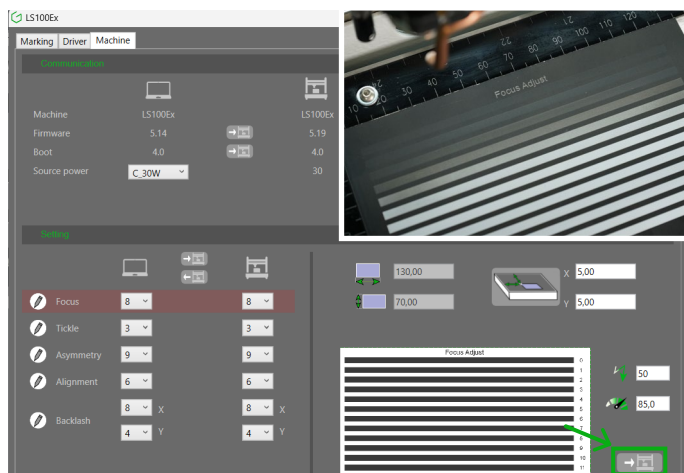 LS100Ex
Marking Driver Machine
Communication
Machine LS100Ex LS100Ex
Firmware 5.14 5.19
Boot 4.0 4.0
Source power C_30W 30
Setting
Focus 8 8
Tickle 3 3
Asymmetry 9 9
Alignment 6 6
Backlash
8 X 8 X
4 Y 4 Y
130,00
70,00
X 5,00
Y 5,00
Focus Adjust
0
1
2
3
4
5
6
7
8
9
10
11
50
85,0
22 21
10 30 40 50 60 70 80 90 100 110 120
Focus Adjust